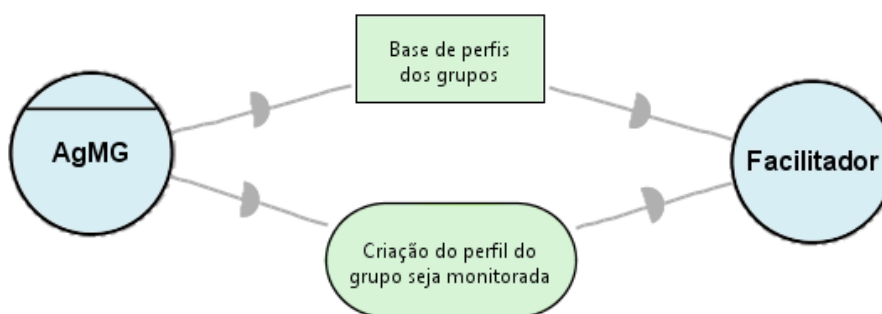 Base de perfis
dos grupos
AgMG
Facilitador
Criação do perfil do
grupo seja monitorada